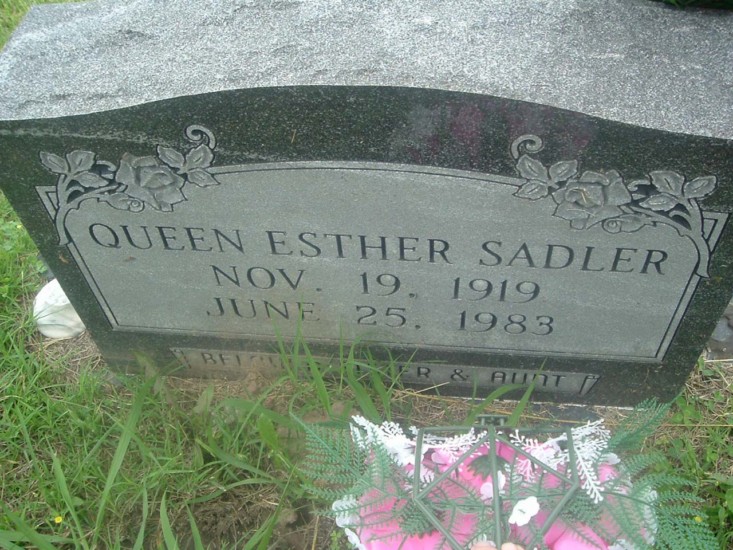 QUEEN ESTHER SADLER
NOV. 19, 1919
JUNE 25, 1983
& AUNT